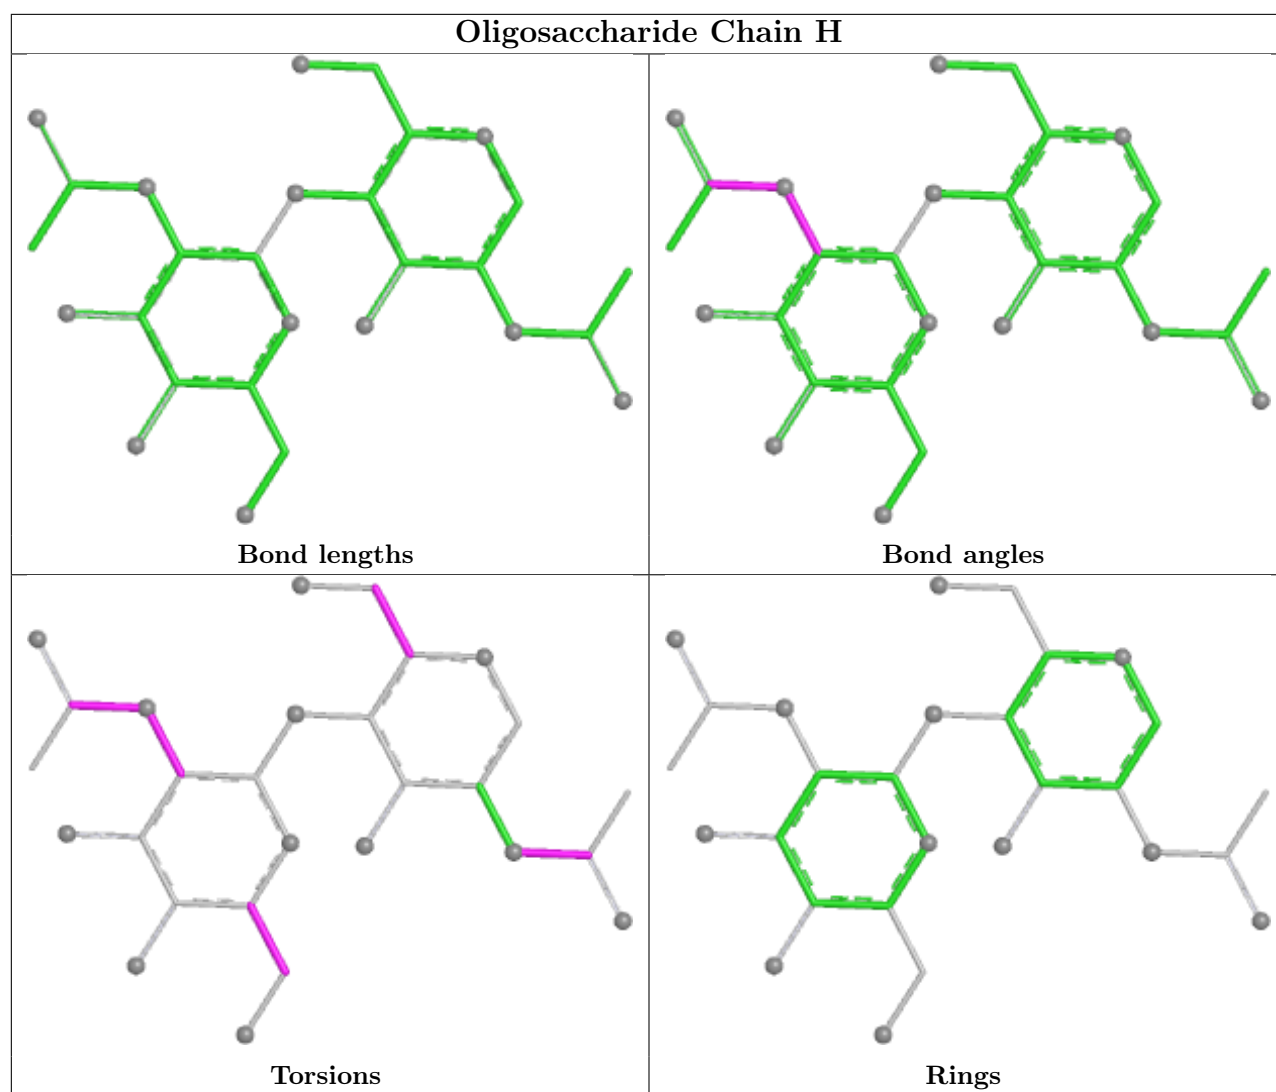 Oligosaccharide Chain H
Bond lengths
Bond angles
Torsions
Rings